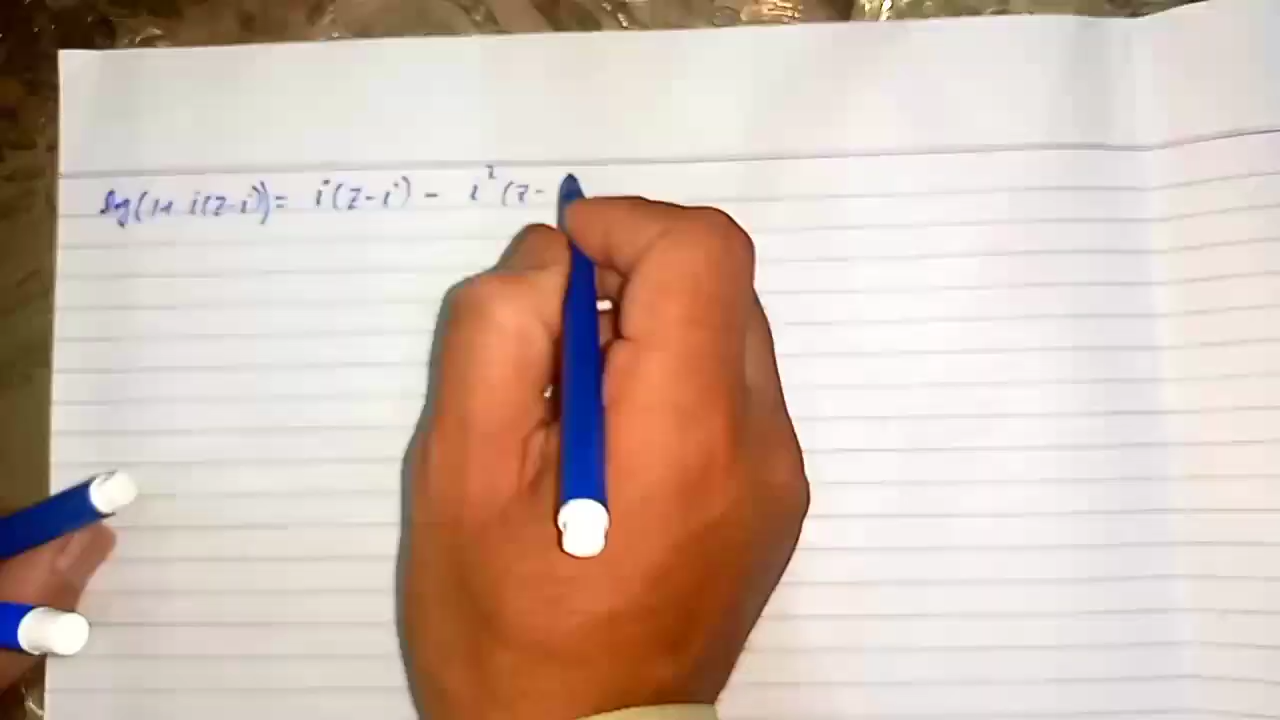 log(1+ i(z-i)) = i(z-i) - i²(z-